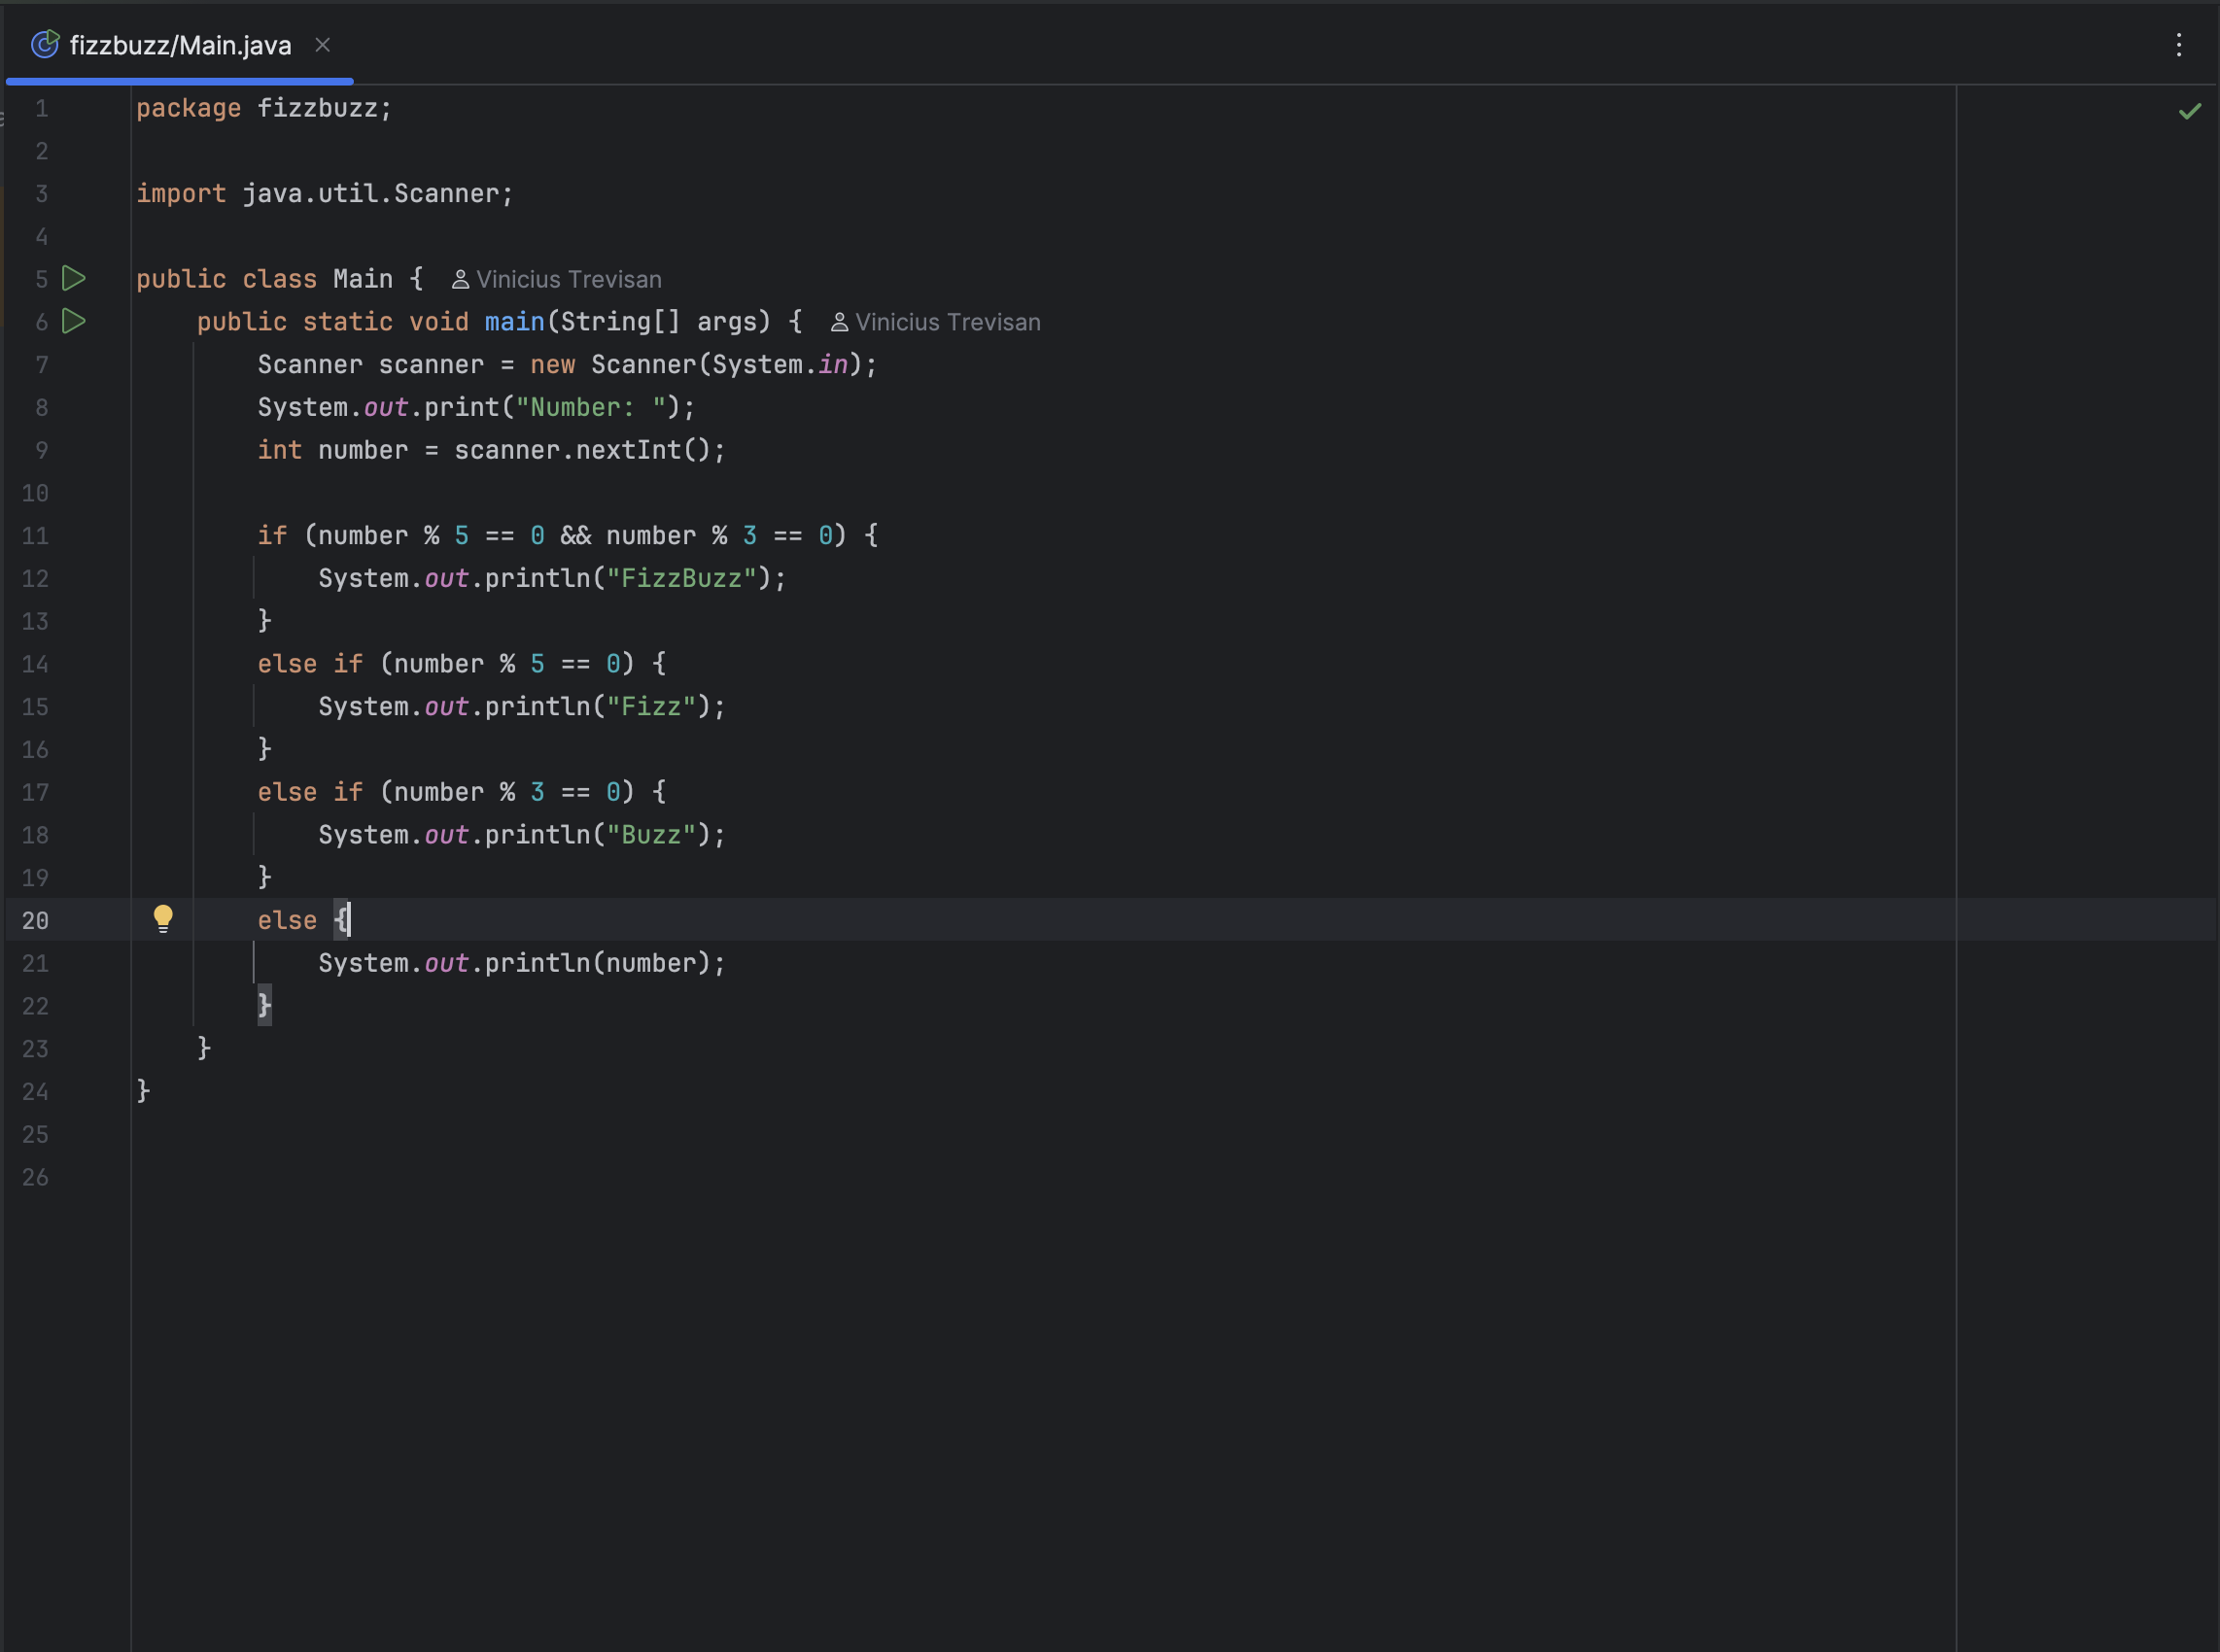 fizzbuzz/Main.java
1 package fizzbuzz;
2
3 import java.util.Scanner;
4
5 public class Main { Vinicius Trevisan
6     public static void main(String[] args) { Vinicius Trevisan
7         Scanner scanner = new Scanner(System.in);
8         System.out.print("Number: ");
9         int number = scanner.nextInt();
10
11         if (number % 5 == 0 && number % 3 == 0) {
12             System.out.println("FizzBuzz");
13         }
14         else if (number % 5 == 0) {
15             System.out.println("Fizz");
16         }
17         else if (number % 3 == 0) {
18             System.out.println("Buzz");
19         }
20         else {
21             System.out.println(number);
22         }
23     }
24 }
25
26